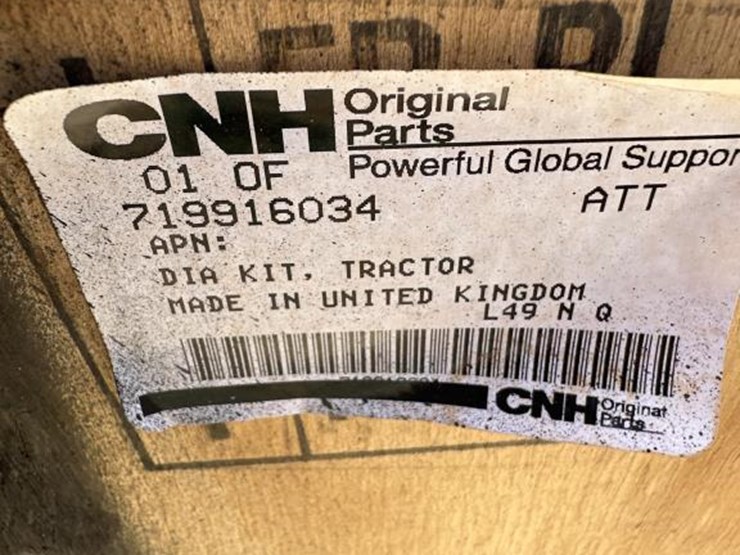 CNH Original
Parts
Powerful Global Suppor
01 OF
719916034 ATT
APN:
DIA KIT, TRACTOR
MADE IN UNITED KINGDOM
L49 N Q
CNH Original
Parts